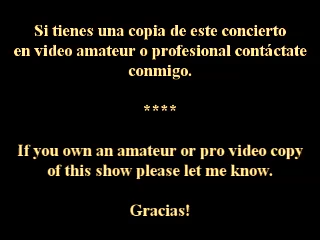 Si tienes una copia de este concierto
en video amateur o profesional contáctate
conmigo.
****
If you own an amateur or pro video copy
of this show please let me know.
Gracias!